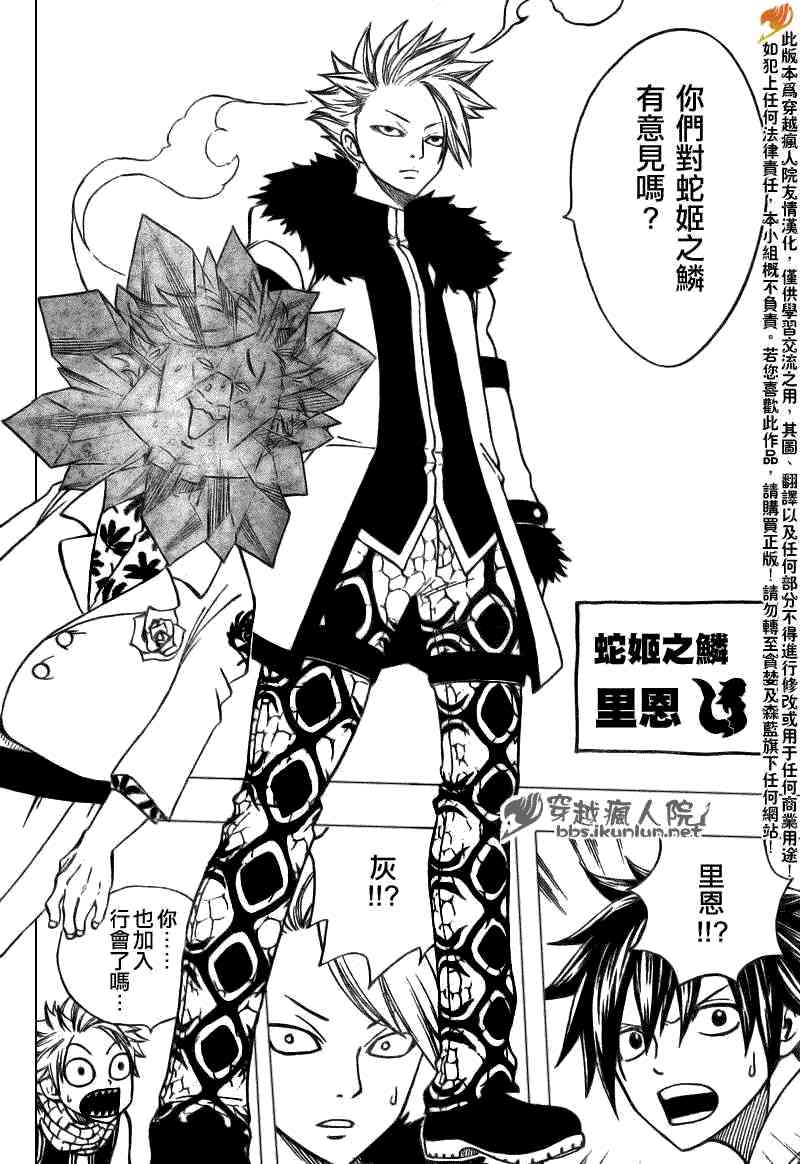 你們對蛇姬之鱗
有意見嗎?
蛇姬之鱗
里恩
里恩!!?
灰!!?
你……
也加入
行會了嗎…
穿越瘋人院
bbs.ikunlun.net
此版本爲穿越瘋人院友情漢化，僅供學習交流之用，其圖、翻譯以及任何部分不得進行修改或用于任何商業用途！
如犯上任何法律責任，本小組概不負責。若您喜歡此作品，請購買正版！請勿轉至貪婪及森藍旗下任何網站！